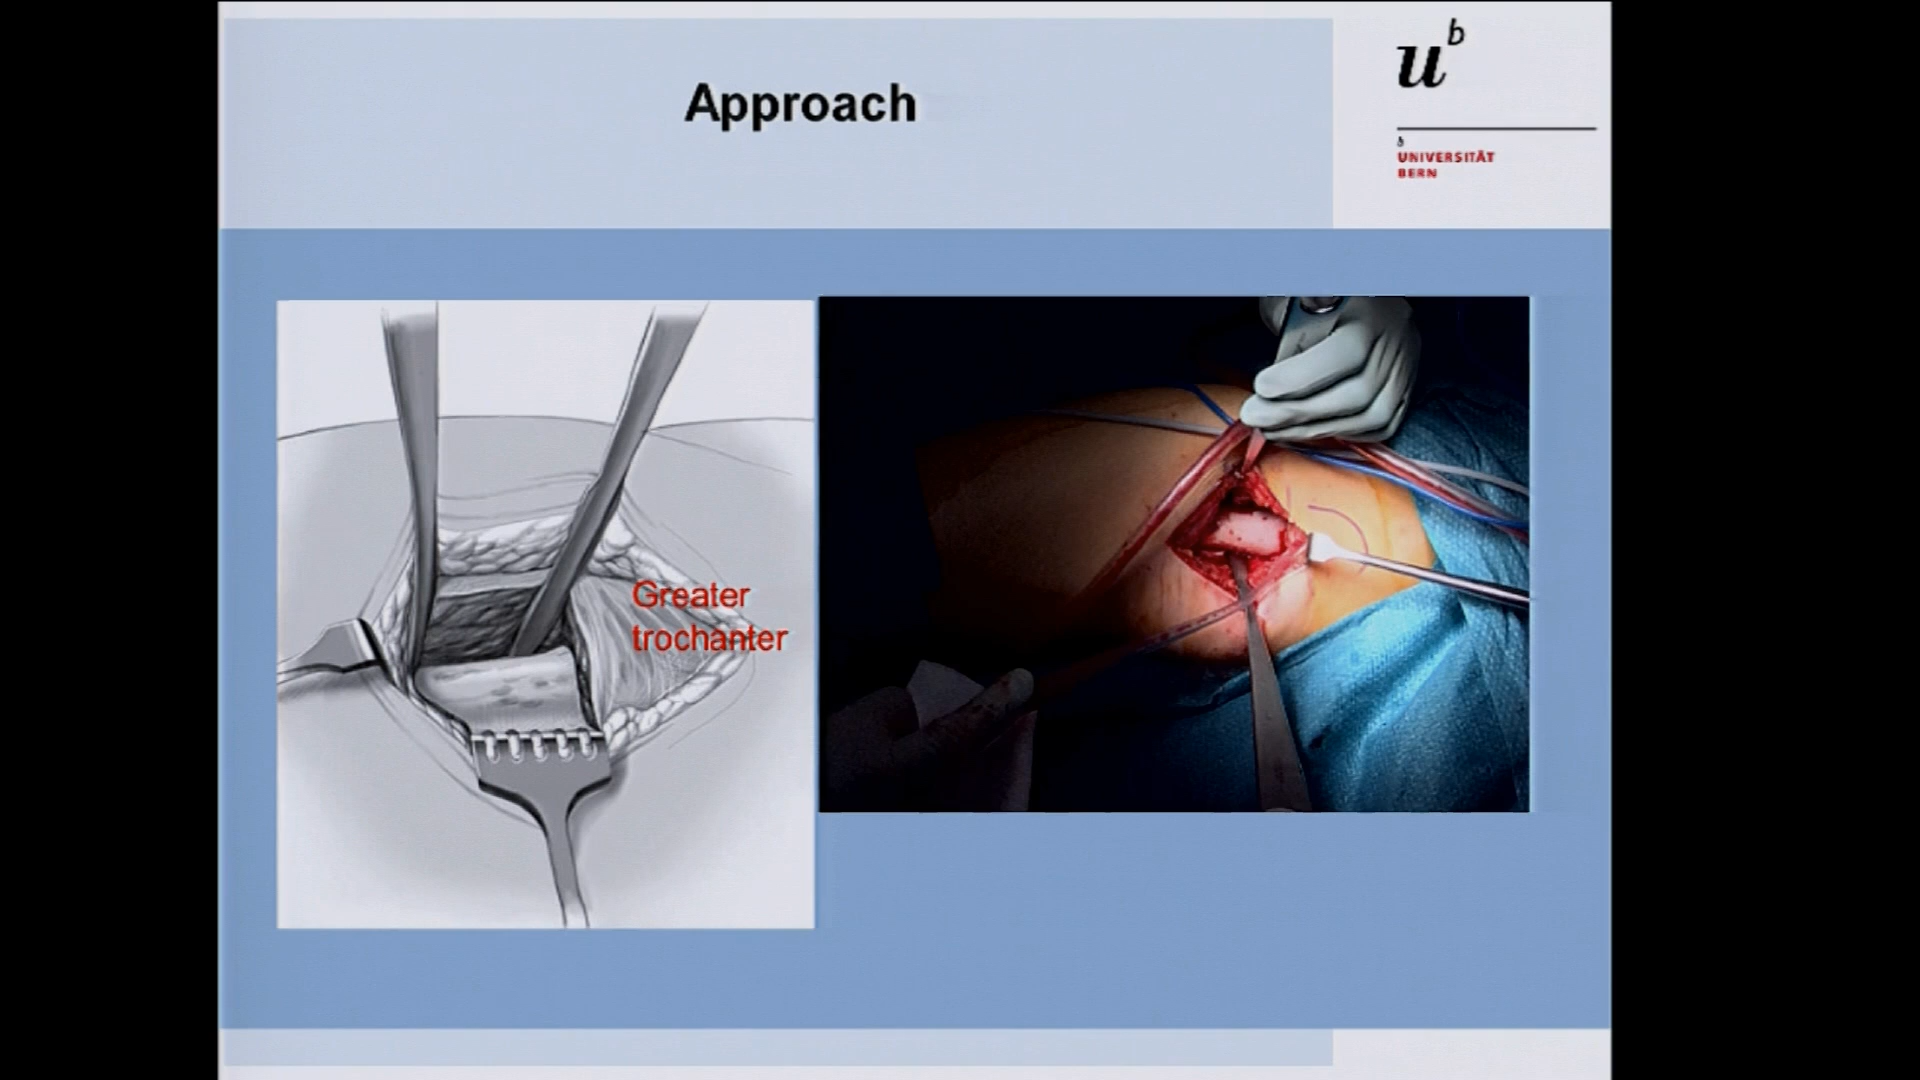 Approach
u b
b
UNIVERSITÄT
BERN
Greater
trochanter